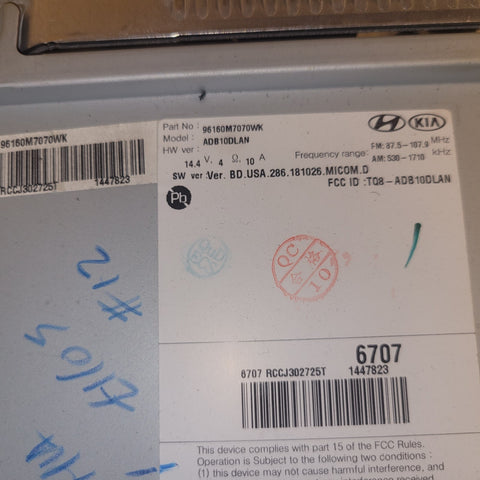 96160M7070WK
RCCJ302725T
1447823
Part No : 96160M7070WK
Model : ADB10DLAN
HW ver :
14.4 V, 4 Ω, 10 A
KIA
Frequency range: FM: 87.5-107.9 MHz
AM: 530-1710 kHz
SW ver :Ver. BD.USA.286.181026.MICOM.D
FCC ID :TQ8-ADB10DLAN
Pb
QC
10
#12
6707
6707 RCCJ302725T 1447823
This device complies with part 15 of the FCC Rules.
Operation is Subject to the following two conditions:
(1) this device may not cause harmful interference, and